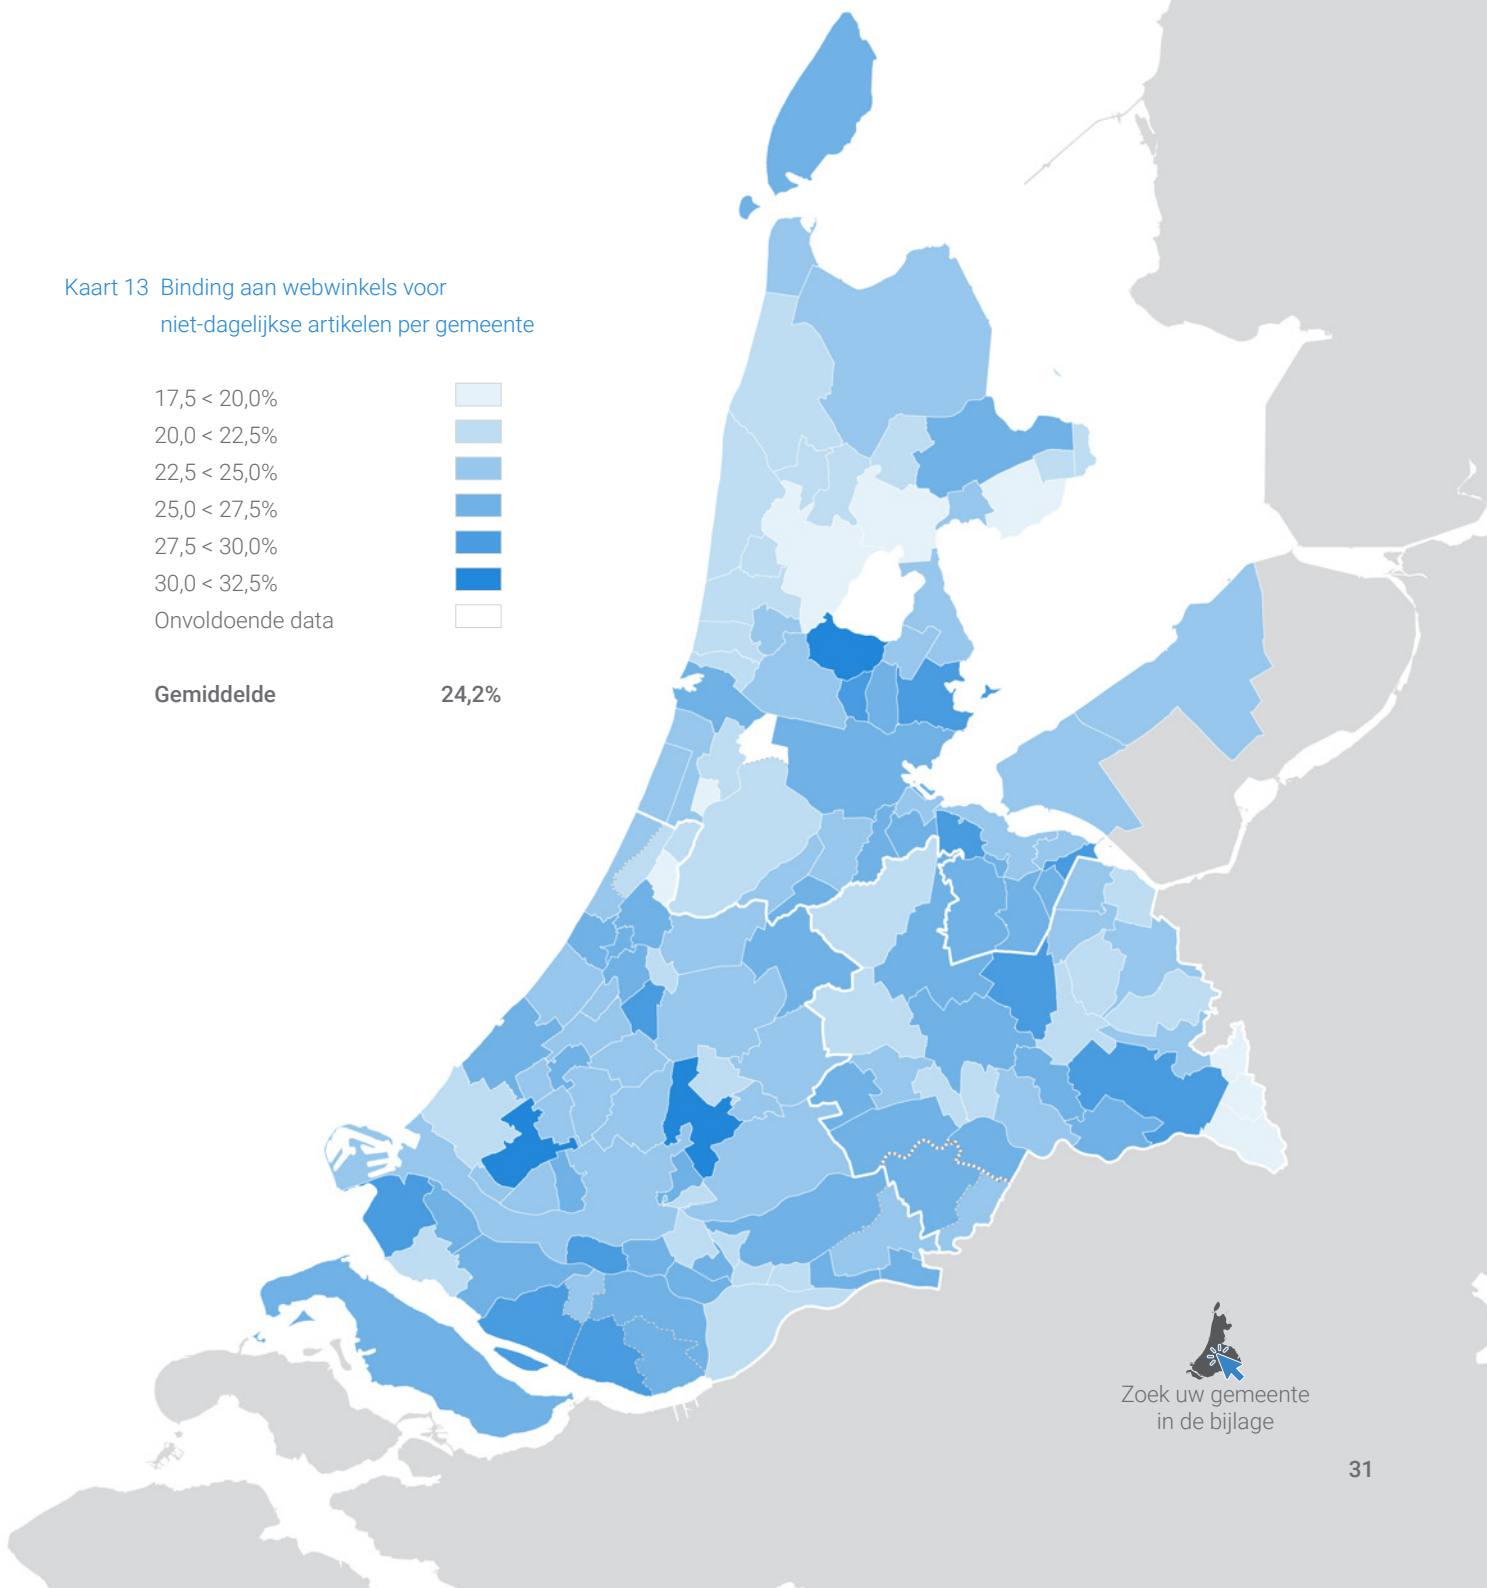 Kaart 13 Binding aan webwinkels voor
niet-dagelijkse artikelen per gemeente
17,5 < 20,0%
20,0 < 22,5%
22,5 < 25,0%
25,0 < 27,5%
27,5 < 30,0%
30,0 < 32,5%
Onvoldoende data
Gemiddelde 24,2%
Zoek uw gemeente
in de bijlage
31